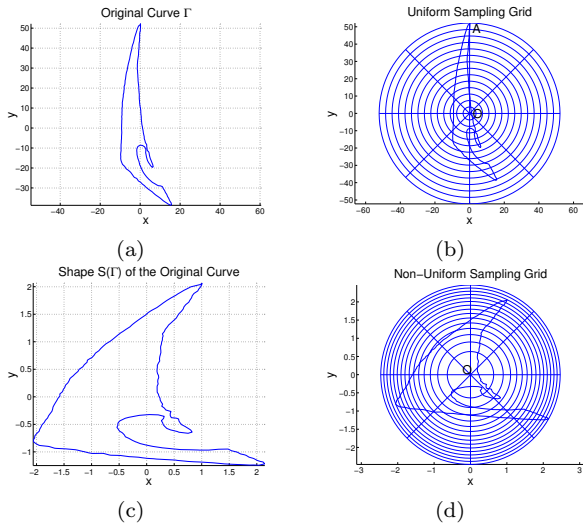 Original Curve Γ
50
40
30
20
10
0
−10
−20
−30
y
−40 −20 0 20 40 60
x
(a)
Uniform Sampling Grid
50
40
30
20
10
0
−10
−20
−30
−40
−50
y
A
O
−60 −40 −20 0 20 40 60
x
(b)
Shape S(Γ) of the Original Curve
2
1.5
1
0.5
0
−0.5
−1
y
−2 −1.5 −1 −0.5 0 0.5 1 1.5 2
x
(c)
Non−Uniform Sampling Grid
2
1.5
1
0.5
0
−0.5
−1
−1.5
−2
y
O
−3 −2 −1 0 1 2 3
x
(d)